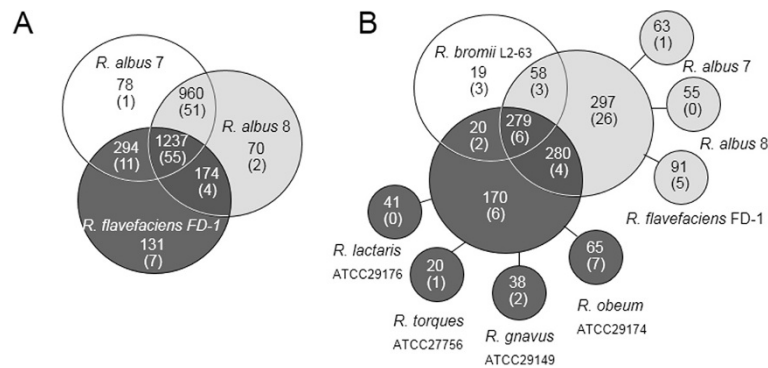 A
R. albus 7
78
(1)
960
(51)
R. albus 8
70
(2)
1237
(55)
294
(11)
174
(4)
R. flavefaciens FD-1
131
(7)
B
R. bromii L2-63
19
(3)
58
(3)
297
(26)
279
(6)
20
(2)
280
(4)
170
(6)
63
(1)
R. albus 7
55
(0)
R. albus 8
91
(5)
R. flavefaciens FD-1
41
(0)
R. lactaris
ATCC29176
20
(1)
R. torques
ATCC27756
38
(2)
R. gnavus
ATCC29149
65
(7)
R. obeum
ATCC29174